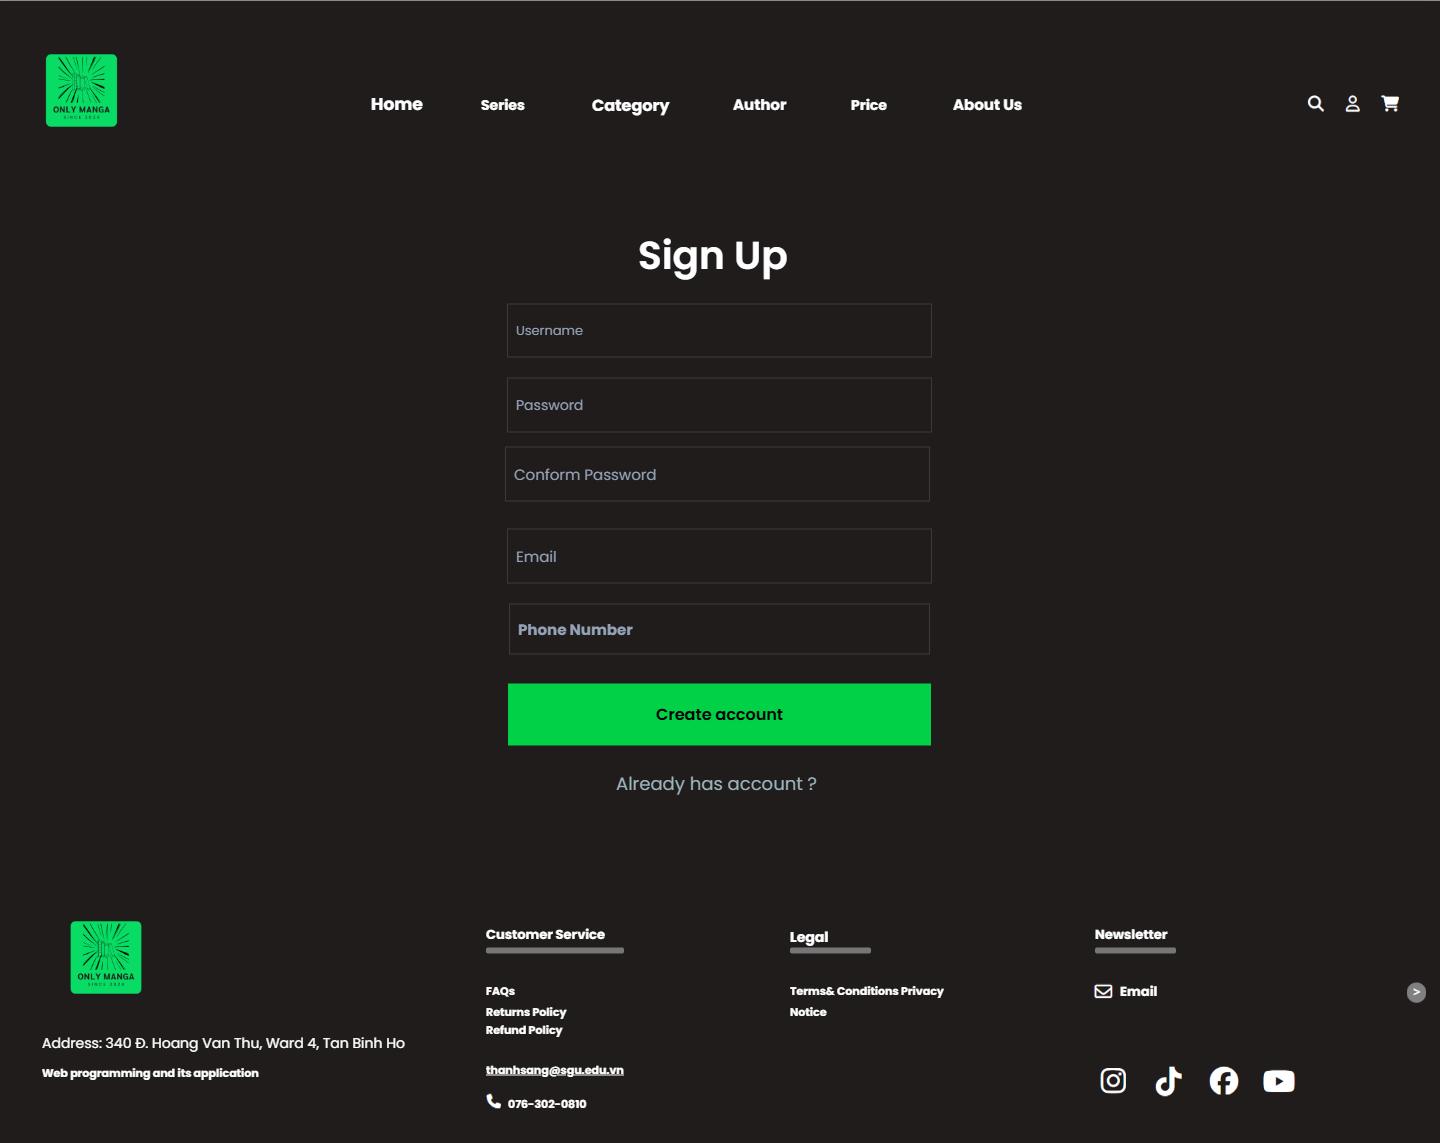 ONLY MANGA
SINCE 2020
Home Series Category Author Price About Us
Sign Up
Username
Password
Conform Password
Email
Phone Number
Create account
Already has account ?
ONLY MANGA
SINCE 2020
Address: 340 Đ. Hoang Van Thu, Ward 4, Tan Binh Ho
Web programming and its application
Customer Service
FAQs
Returns Policy
Refund Policy
thanhsang@sgu.edu.vn
076-302-0810
Legal
Terms& Conditions Privacy
Notice
Newsletter
Email
>